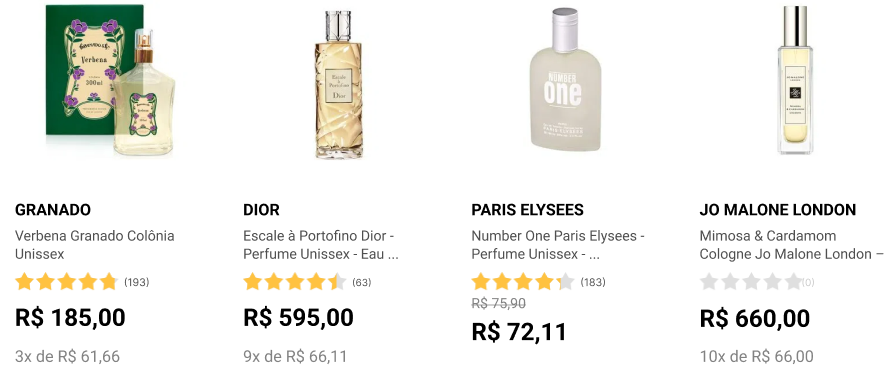 GRANADO&Cª
Verbena
300ml
Escale
à Portofino
Dior
NUMBER
one
PARIS ELYSEES
GRANADO
Verbena Granado Colônia
Unissex
(193)
R$ 185,00
3x de R$ 61,66
DIOR
Escale à Portofino Dior -
Perfume Unissex - Eau ...
(63)
R$ 595,00
9x de R$ 66,11
PARIS ELYSEES
Number One Paris Elysees -
Perfume Unissex - ...
(183)
R$ 75,90
R$ 72,11
JO MALONE LONDON
Mimosa & Cardamom
Cologne Jo Malone London –
(0)
R$ 660,00
10x de R$ 66,00